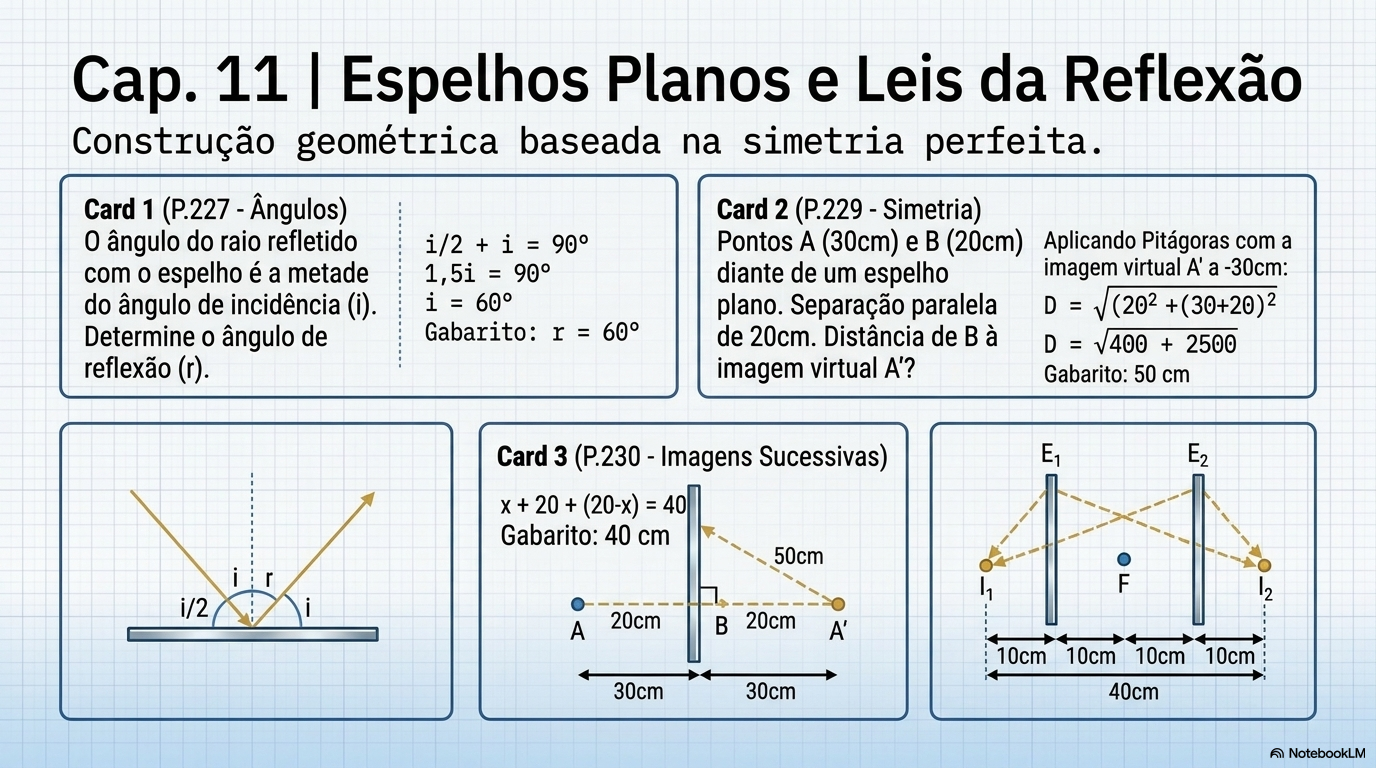 Cap. 11 | Espelhos Planos e Leis da Reflexão
Construção geométrica baseada na simetria perfeita.
Card 1 (P.227 - Ângulos)
O ângulo do raio refletido
com o espelho é a metade
do ângulo de incidência (i).
Determine o ângulo de
reflexão (r).
i/2 + i = 90°
1,5i = 90°
i = 60°
Gabarito: r = 60°
Card 2 (P.229 - Simetria)
Pontos A (30cm) e B (20cm)
diante de um espelho
plano. Separação paralela
de 20cm. Distância de B à
imagem virtual A’?
Aplicando Pitágoras com a
imagem virtual A' a -30cm:
D = √(20² +(30+20)²
D = √400 + 2500
Gabarito: 50 cm
i r
i/2 i
Card 3 (P.230 - Imagens Sucessivas)
x + 20 + (20-x) = 40
Gabarito: 40 cm
50cm
A 20cm B 20cm A’
30cm 30cm
E₁ E₂
I₁ F I₂
10cm 10cm 10cm 10cm
40cm
NotebookLM